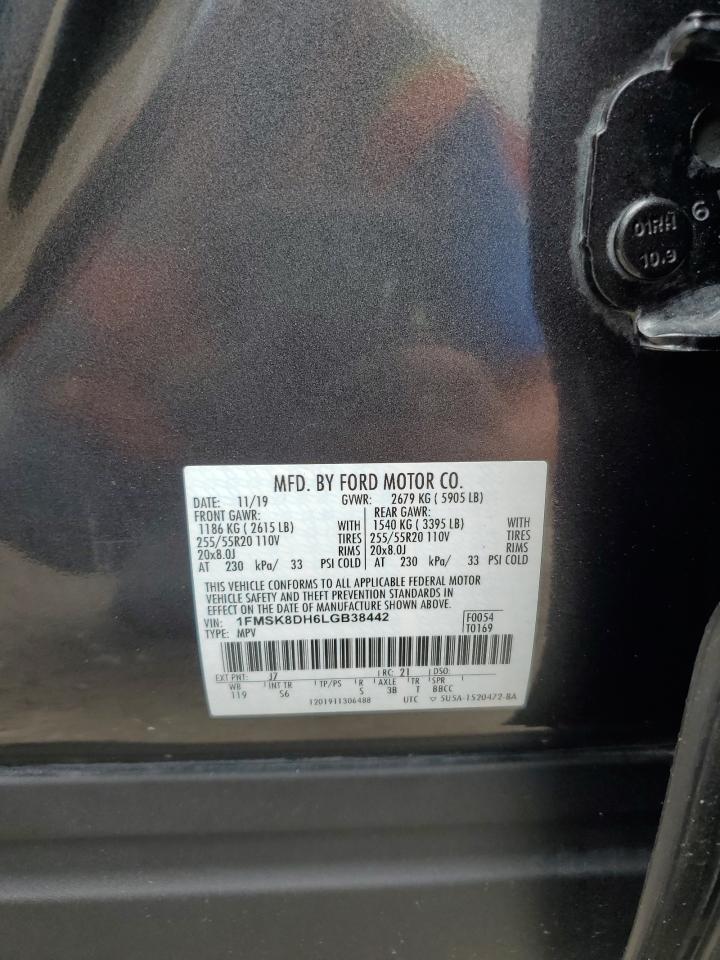 01RH
10.9
6
MFD. BY FORD MOTOR CO.
DATE: 11/19 GVWR: 2679 KG ( 5905 LB)
FRONT GAWR: REAR GAWR:
1186 KG ( 2615 LB) WITH 1540 KG ( 3395 LB) WITH
255/55R20 110V TIRES 255/55R20 110V TIRES
20x8.0J RIMS 20x8.0J RIMS
AT 230 kPa/ 33 PSI COLD AT 230 kPa/ 33 PSI COLD
THIS VEHICLE CONFORMS TO ALL APPLICABLE FEDERAL MOTOR
VEHICLE SAFETY AND THEFT PREVENTION STANDARDS IN
EFFECT ON THE DATE OF MANUFACTURE SHOWN ABOVE.
VIN: 1FMSK8DH6LGB38442 F0054
TYPE: MPV T0169
EXT PNT: J7 RC: 21 DSO:
WB INT TR TP/PS R AXLE TR SPR
119 S6 S 3B T BBCC
1201911306488 UTC ▽ 5U5A-1520472-BA